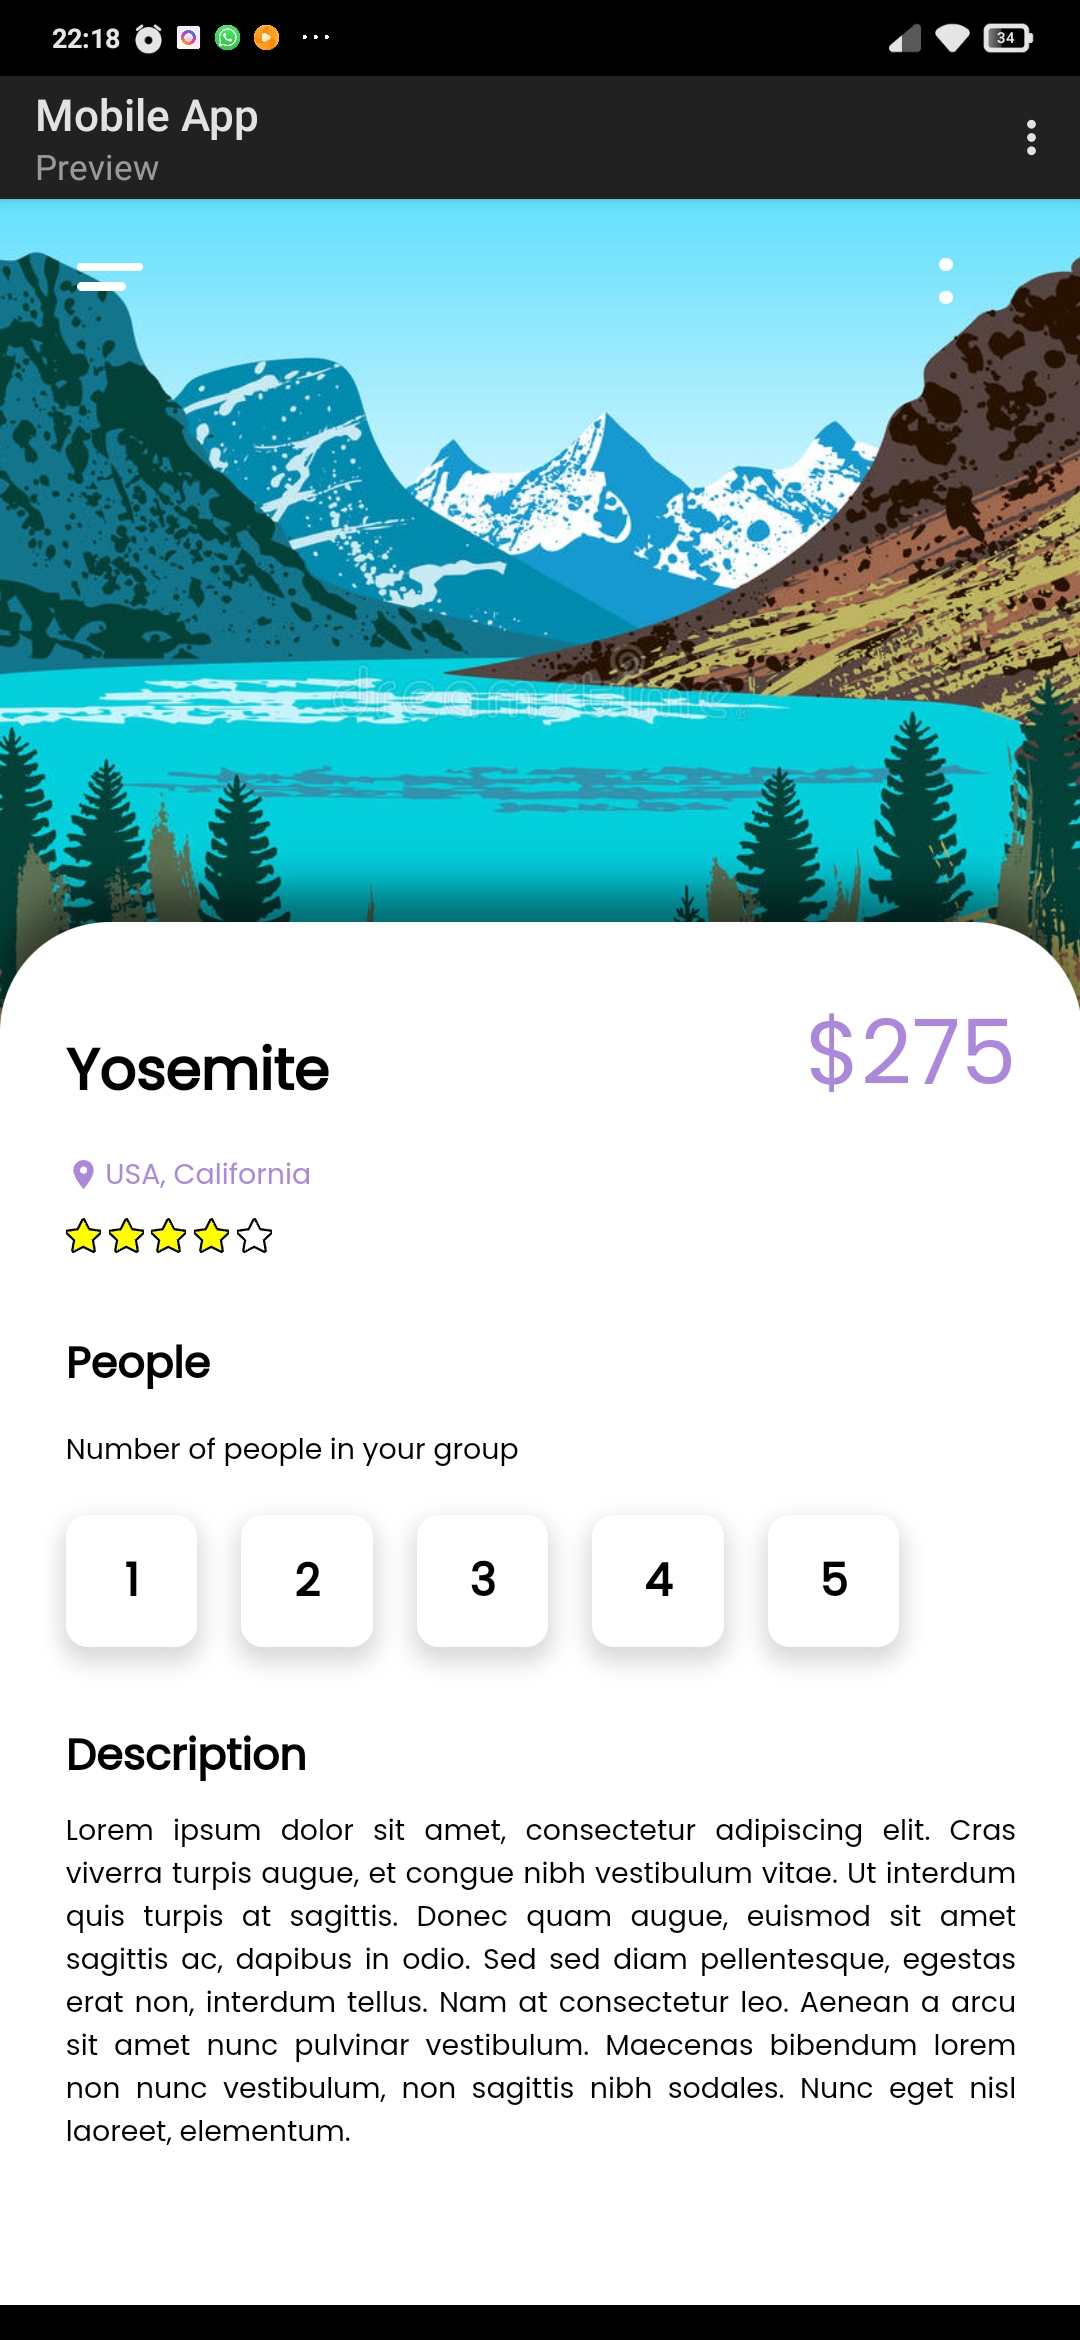 22:18
34
Mobile App
Preview
dreamstime.
$275
Yosemite
USA, California
People
Number of people in your group
1 2 3 4 5
Description
Lorem ipsum dolor sit amet, consectetur adipiscing elit. Cras
viverra turpis augue, et congue nibh vestibulum vitae. Ut interdum
quis turpis at sagittis. Donec quam augue, euismod sit amet
sagittis ac, dapibus in odio. Sed sed diam pellentesque, egestas
erat non, interdum tellus. Nam at consectetur leo. Aenean a arcu
sit amet nunc pulvinar vestibulum. Maecenas bibendum lorem
non nunc vestibulum, non sagittis nibh sodales. Nunc eget nisl
laoreet, elementum.